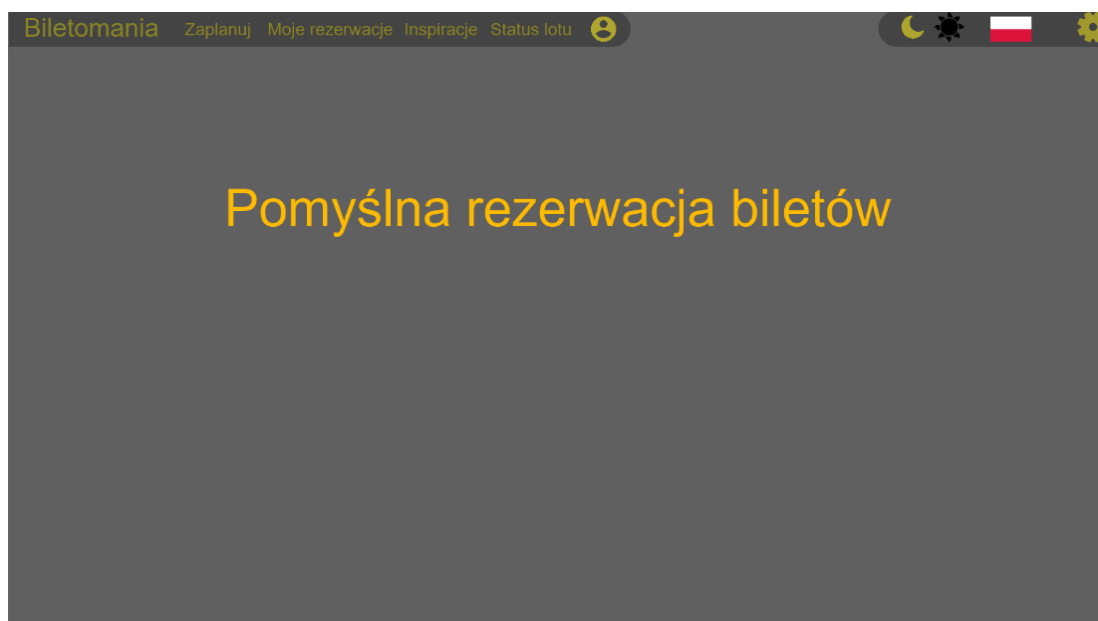 Biletomania Zaplanuj Moje rezerwacje Inspiracje Status lotu
Pomyślna rezerwacja biletów